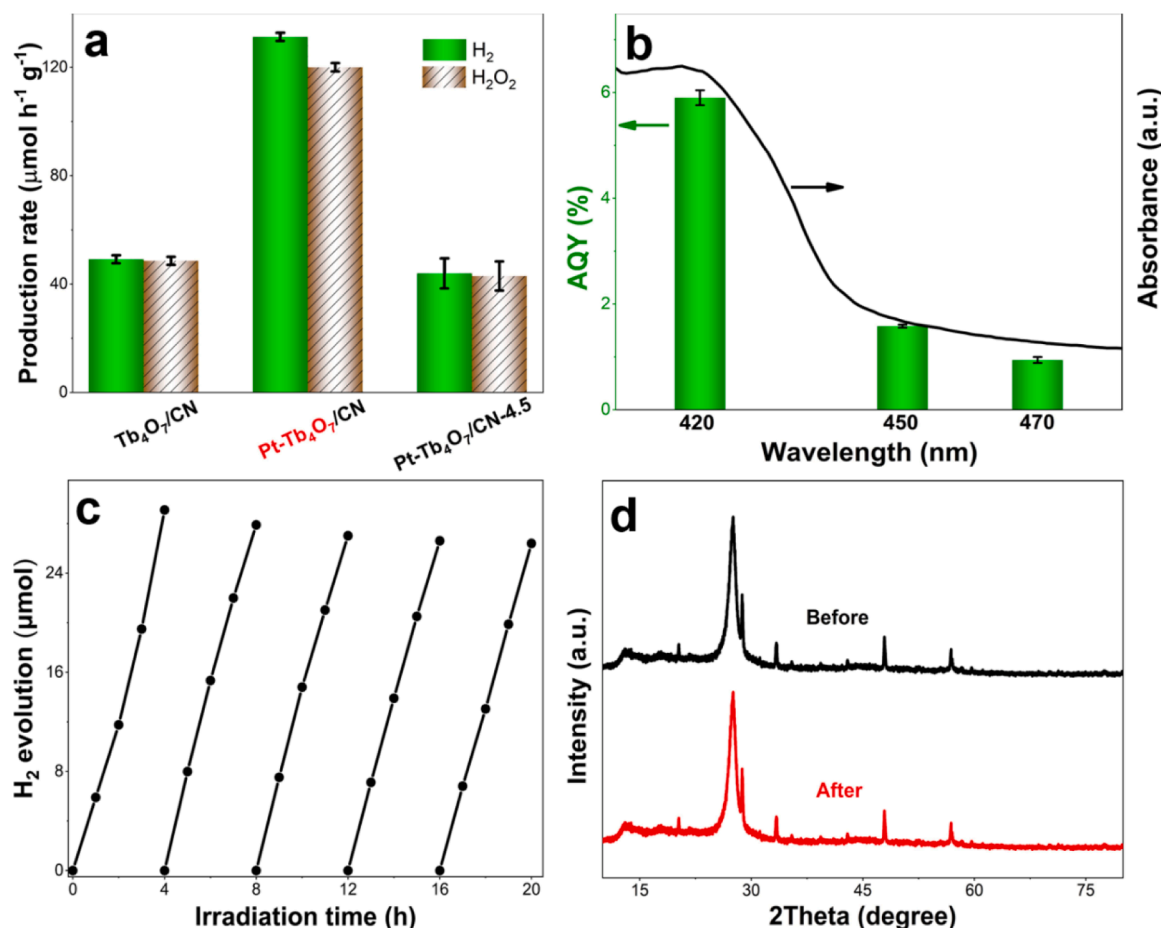 a
Production rate (μmol h⁻¹ g⁻¹)
120
80
40
0
H₂
H₂O₂
Tb₄O₇/CN
Pt-Tb₄O₇/CN
Pt-Tb₄O₇/CN-4.5
b
AQY (%)
6
4
2
0
Absorbance (a.u.)
420 450 470
Wavelength (nm)
c
H₂ evolution (μmol)
24
16
8
0
0 4 8 12 16 20
Irradiation time (h)
d
Intensity (a.u.)
Before
After
15 30 45 60 75
2Theta (degree)